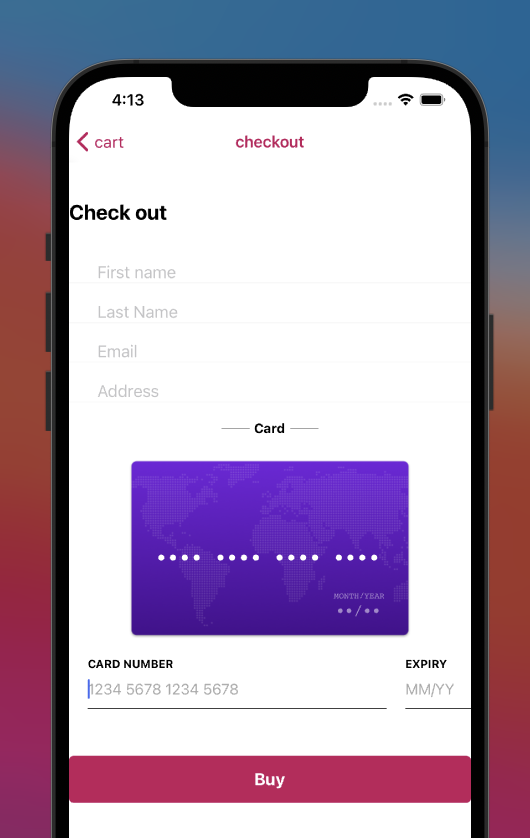 4:13
cart
checkout
Check out
First name
Last Name
Email
Address
Card
MONTH/YEAR
••/••
CARD NUMBER
EXPIRY
1234 5678 1234 5678
MM/YY
Buy